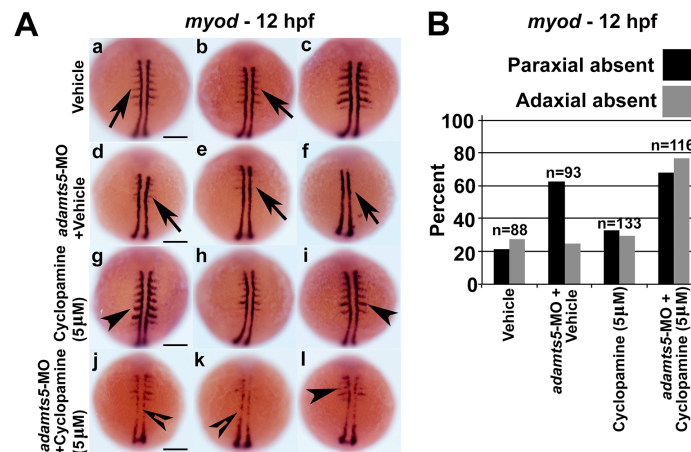 A
myod - 12 hpf
a b c
Vehicle
d e f
adamts5-MO
+Vehicle
g h i
Cyclopamine
(5µM)
j k l
adamts5-MO
+Cyclopamine
(5µM)
B
myod - 12 hpf
Paraxial absent
Adaxial absent
Percent
100
80
60
40
20
0
n=88
n=93
n=133
n=116
Vehicle
adamts5-MO +
Vehicle
Cyclopamine (5µM)
adamts5-MO +
Cyclopamine (5µM)